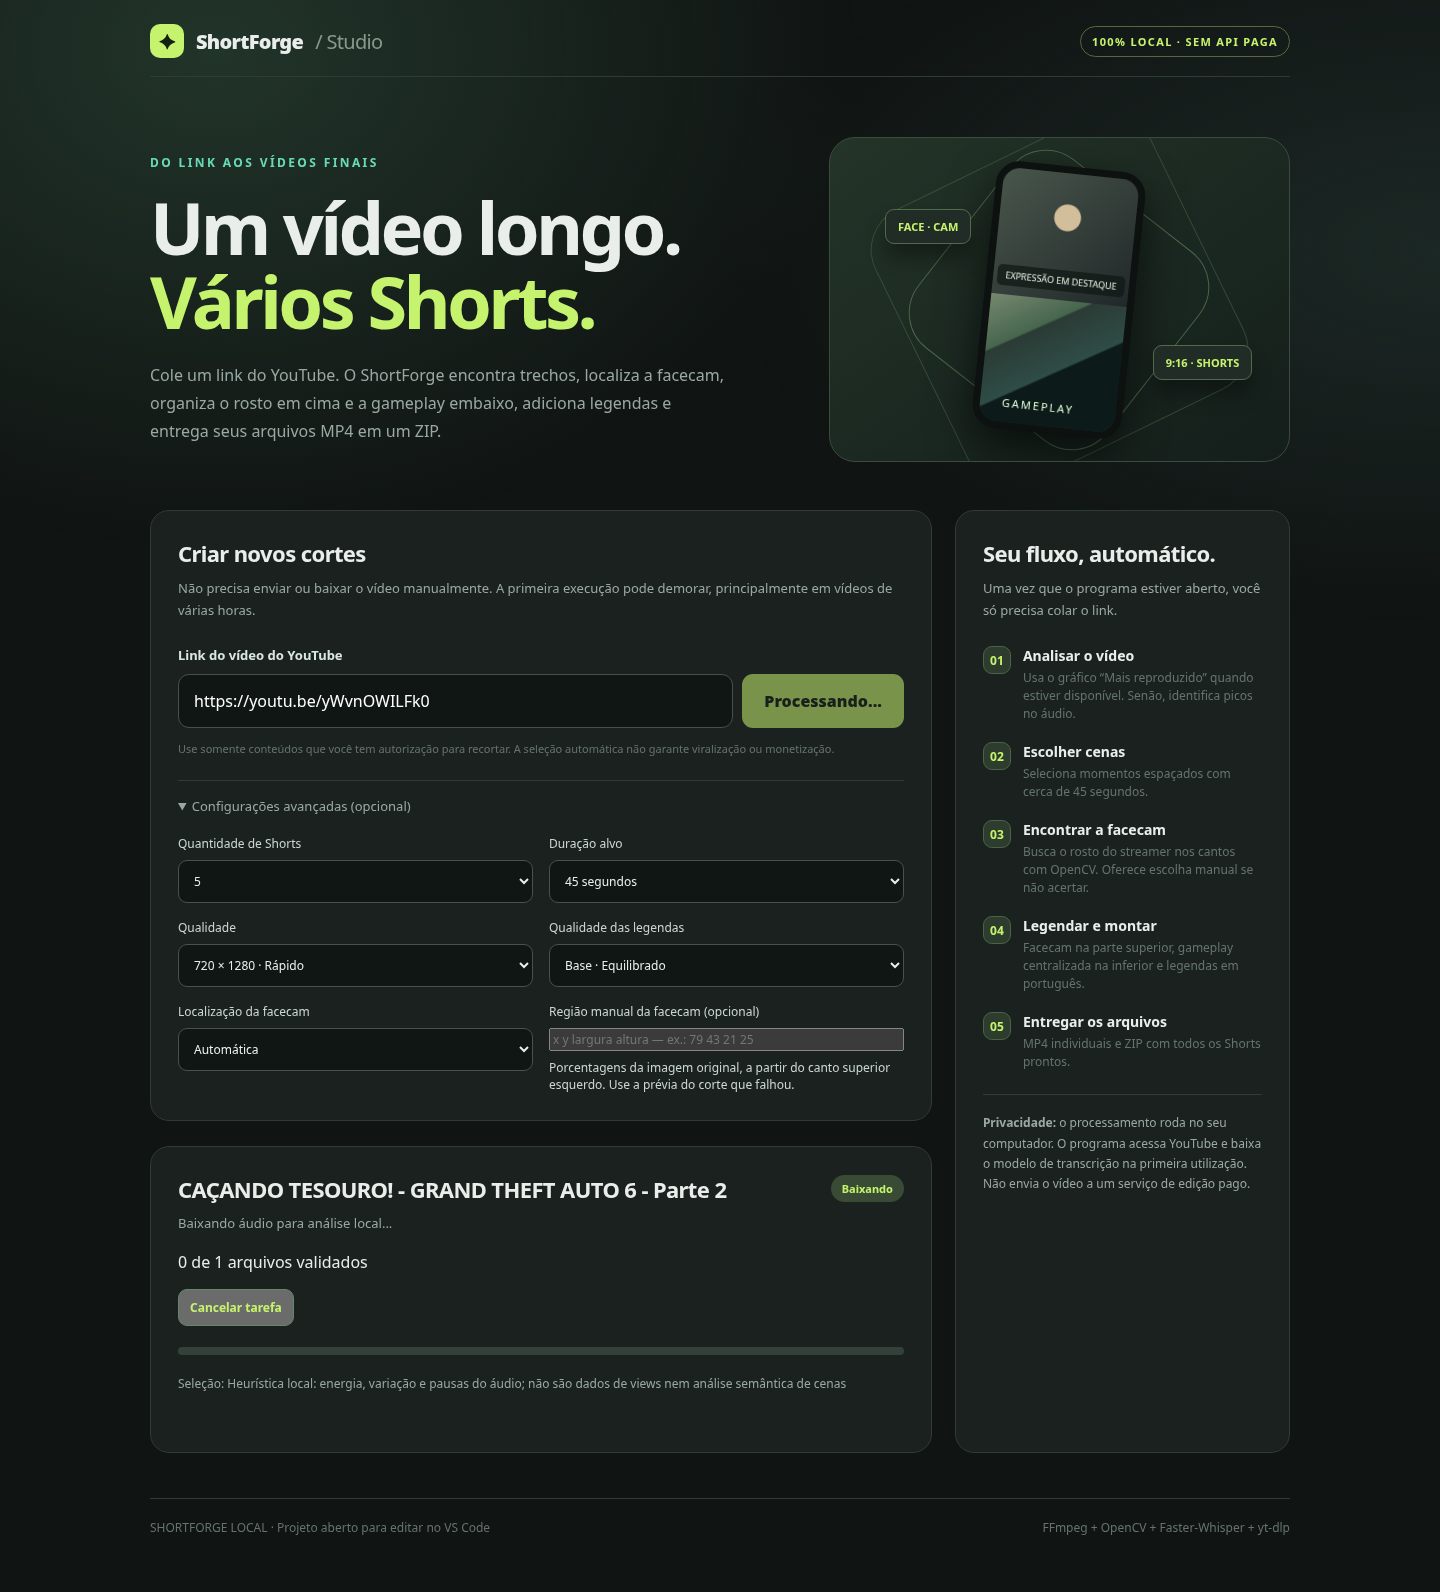 ShortForge / Studio
100% LOCAL · SEM API PAGA
DO LINK AOS VÍDEOS FINAIS
Um vídeo longo.
Vários Shorts.
Cole um link do YouTube. O ShortForge encontra trechos, localiza a facecam,
organiza o rosto em cima e a gameplay embaixo, adiciona legendas e
entrega seus arquivos MP4 em um ZIP.
FACE · CAM
EXPRESSÃO EM DESTAQUE
9:16 · SHORTS
GAMEPLAY
Criar novos cortes
Não precisa enviar ou baixar o vídeo manualmente. A primeira execução pode demorar, principalmente em vídeos de
várias horas.
Link do vídeo do YouTube
https://youtu.be/yWvnOWILFk0
Processando...
Use somente conteúdos que você tem autorização para recortar. A seleção automática não garante viralização ou monetização.
▼ Configurações avançadas (opcional)
Quantidade de Shorts
Duração alvo
5
45 segundos
Qualidade
Qualidade das legendas
720 × 1280 · Rápido
Base · Equilibrado
Localização da facecam
Região manual da facecam (opcional)
Automática
x y largura altura — ex.: 79 43 21 25
Porcentagens da imagem original, a partir do canto superior
esquerdo. Use a prévia do corte que falhou.
CAÇANDO TESOURO! - GRAND THEFT AUTO 6 - Parte 2
Baixando
Baixando áudio para análise local...
0 de 1 arquivos validados
Cancelar tarefa
Seleção: Heurística local: energia, variação e pausas do áudio; não são dados de views nem análise semântica de cenas
Seu fluxo, automático.
Uma vez que o programa estiver aberto, você
só precisa colar o link.
01
Analisar o vídeo
Usa o gráfico “Mais reproduzido” quando
estiver disponível. Senão, identifica picos
no áudio.
02
Escolher cenas
Seleciona momentos espaçados com
cerca de 45 segundos.
03
Encontrar a facecam
Busca o rosto do streamer nos cantos
com OpenCV. Oferece escolha manual se
não acertar.
04
Legendar e montar
Facecam na parte superior, gameplay
centralizada na inferior e legendas em
português.
05
Entregar os arquivos
MP4 individuais e ZIP com todos os Shorts
prontos.
Privacidade: o processamento roda no seu
computador. O programa acessa YouTube e baixa
o modelo de transcrição na primeira utilização.
Não envia o vídeo a um serviço de edição pago.
SHORTFORGE LOCAL · Projeto aberto para editar no VS Code
FFmpeg + OpenCV + Faster-Whisper + yt-dlp